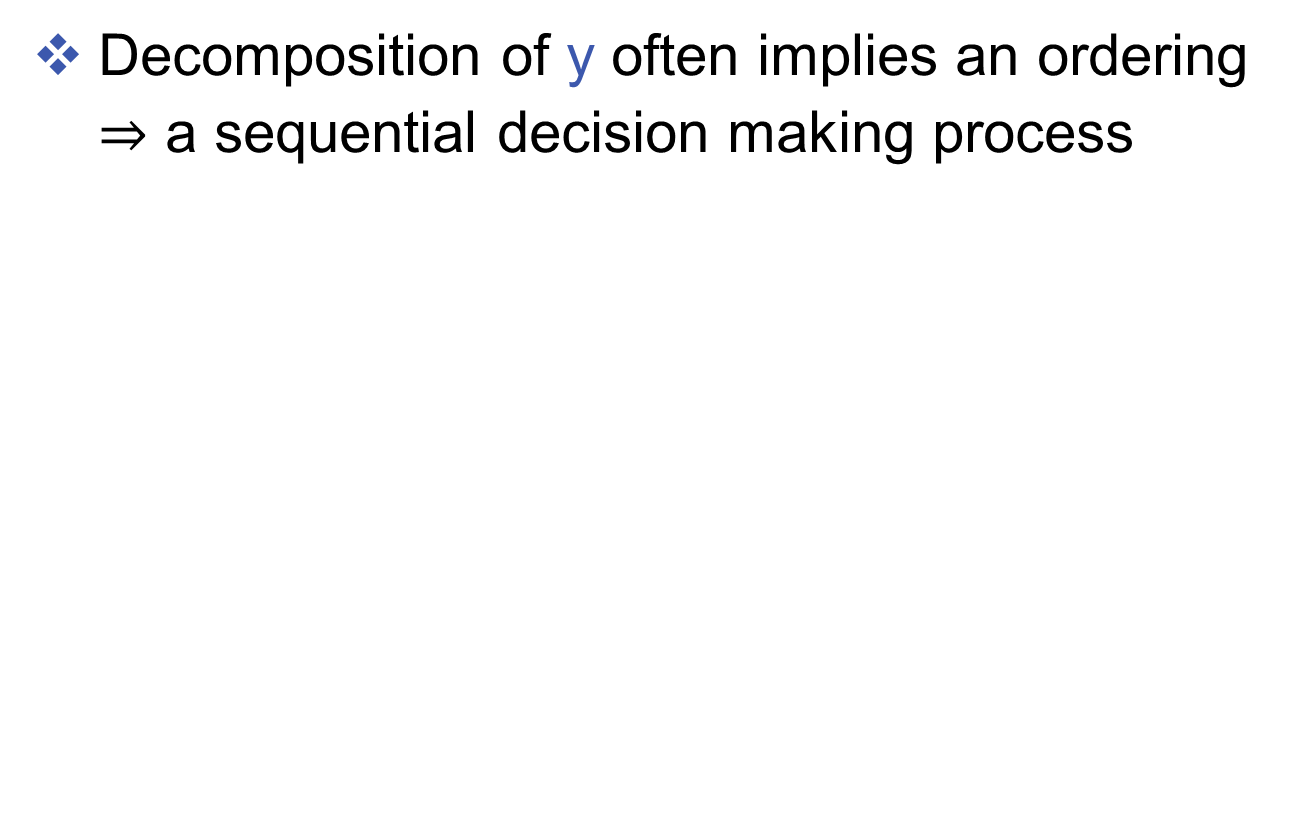 ❖ Decomposition of y often implies an ordering
⇒ a sequential decision making process